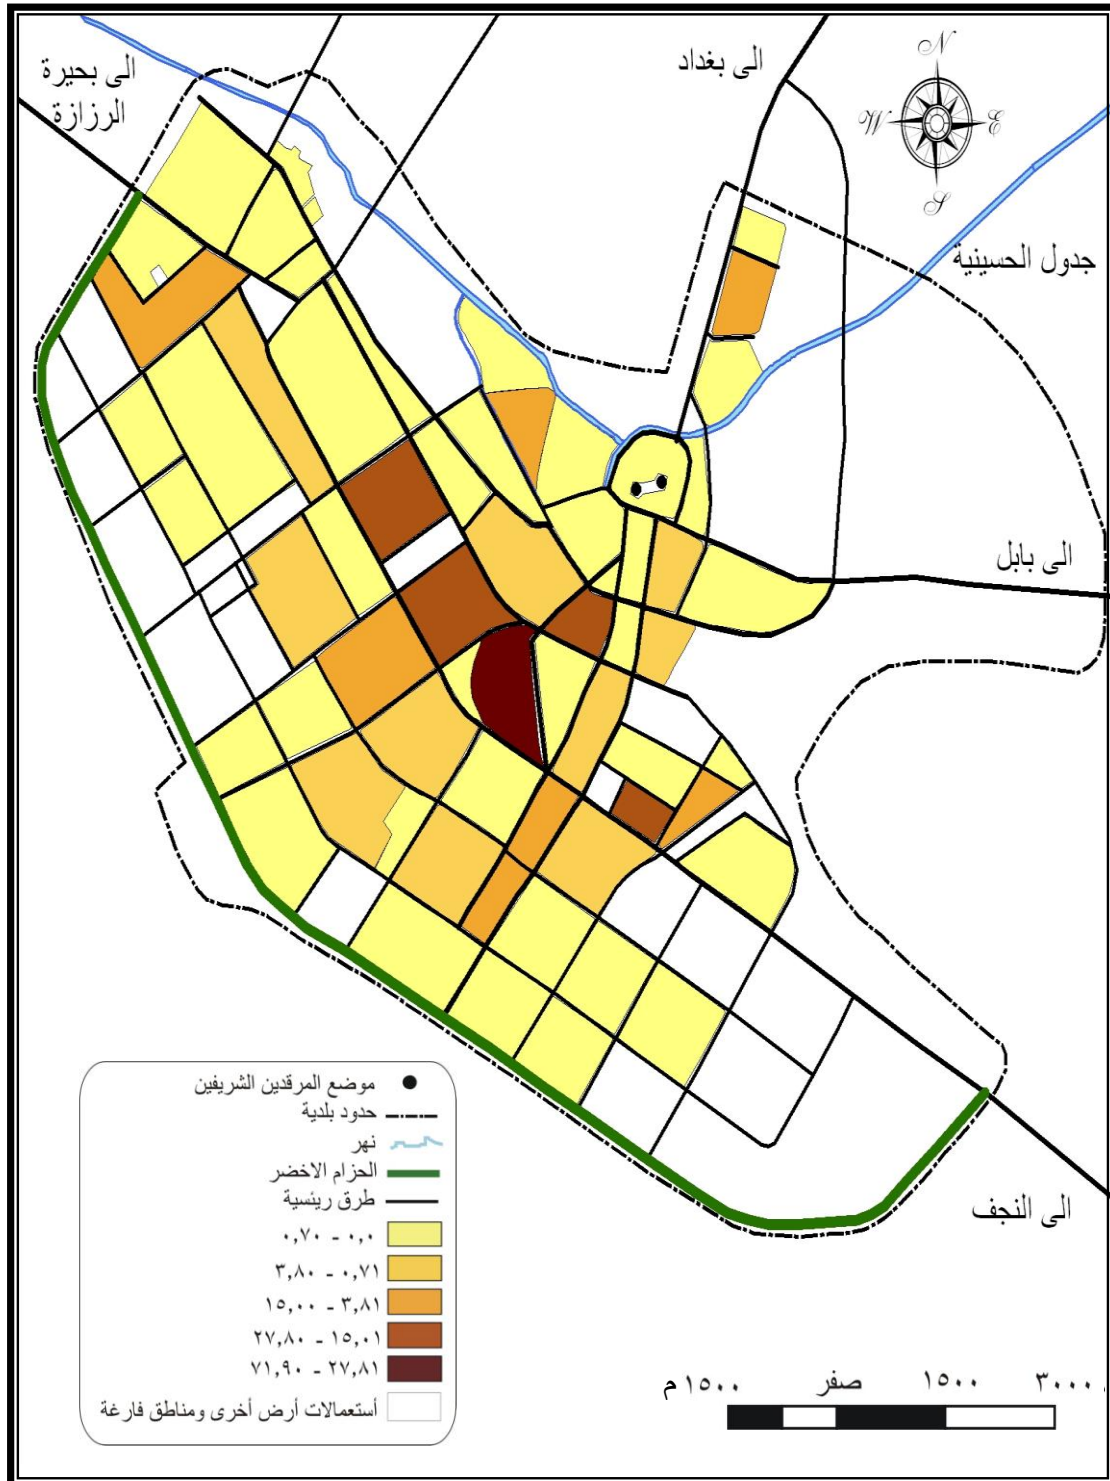 الى بحيرة
الرزازة
الى بغداد
N
W
E
S
جدول الحسينية
الى بابل
الى النجف
موضع المرقدين الشريفين
حدود بلدية
نهر
الحزام الاخضر
طرق ريئسية
٠,٠ - ٠,٧٠
٠,٧١ - ٣,٨٠
٣,٨١ - ١٥,٠٠
١٥,٠١ - ٢٧,٨٠
٢٧,٨١ - ٧١,٩٠
أستعمالات أرض أخرى ومناطق فارغة
١٥٠٠ م صفر ١٥٠٠ ٣٠٠٠